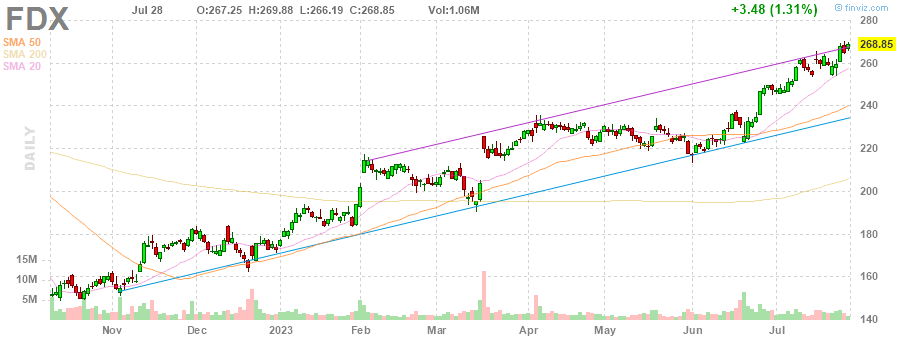 FDX Jul 28 O:267.25 H:269.88 L:266.19 C:268.85 Vol:1.06M +3.48 (1.31%) © finviz.com
SMA 50
SMA 200
SMA 20
DAILY
280
268.85
260
240
220
200
180
160
140
15M
10M
5M
Nov Dec 2023 Feb Mar Apr May Jun Jul